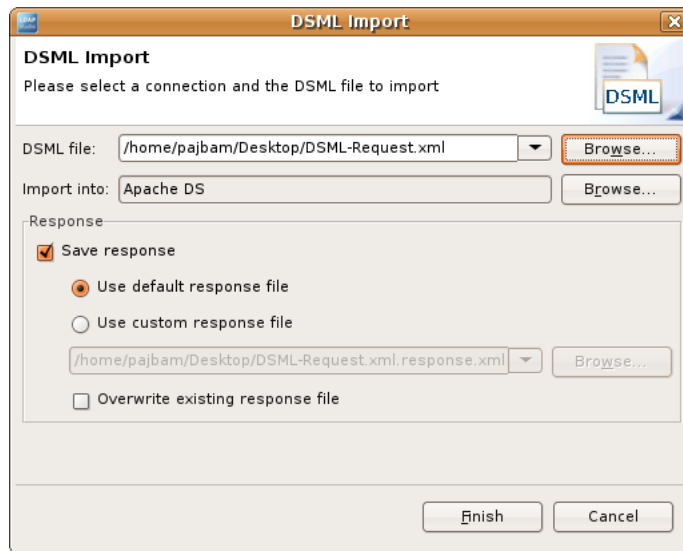 LDAP
DSML Import
DSML Import
Please select a connection and the DSML file to import
DSML
DSML file: /home/pajbam/Desktop/DSML-Request.xml Browse...
Import into: Apache DS Browse...
Response
Save response
Use default response file
Use custom response file
/home/pajbam/Desktop/DSML-Request.xml.response.xml Browse...
Overwrite existing response file
Finish Cancel